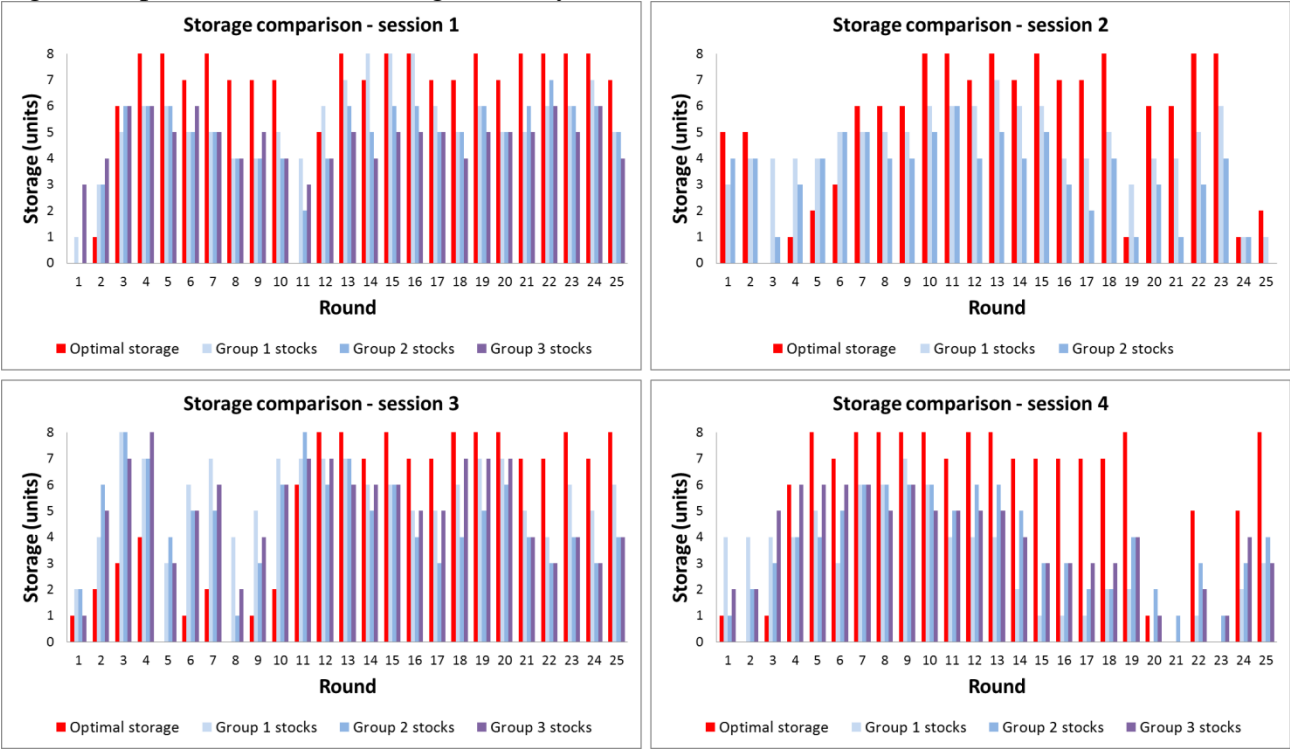 Storage comparison - session 1
Storage (units)
8
7
6
5
4
3
2
1
0
1 2 3 4 5 6 7 8 9 10 11 12 13 14 15 16 17 18 19 20 21 22 23 24 25
Round
Optimal storage Group 1 stocks Group 2 stocks Group 3 stocks
Storage comparison - session 2
Storage (units)
8
7
6
5
4
3
2
1
0
1 2 3 4 5 6 7 8 9 10 11 12 13 14 15 16 17 18 19 20 21 22 23 24 25
Round
Optimal storage Group 1 stocks Group 2 stocks
Storage comparison - session 3
Storage (units)
8
7
6
5
4
3
2
1
0
1 2 3 4 5 6 7 8 9 10 11 12 13 14 15 16 17 18 19 20 21 22 23 24 25
Round
Optimal storage Group 1 stocks Group 2 stocks Group 3 stocks
Storage comparison - session 4
Storage (units)
8
7
6
5
4
3
2
1
0
1 2 3 4 5 6 7 8 9 10 11 12 13 14 15 16 17 18 19 20 21 22 23 24 25
Round
Optimal storage Group 1 stocks Group 2 stocks Group 3 stocks